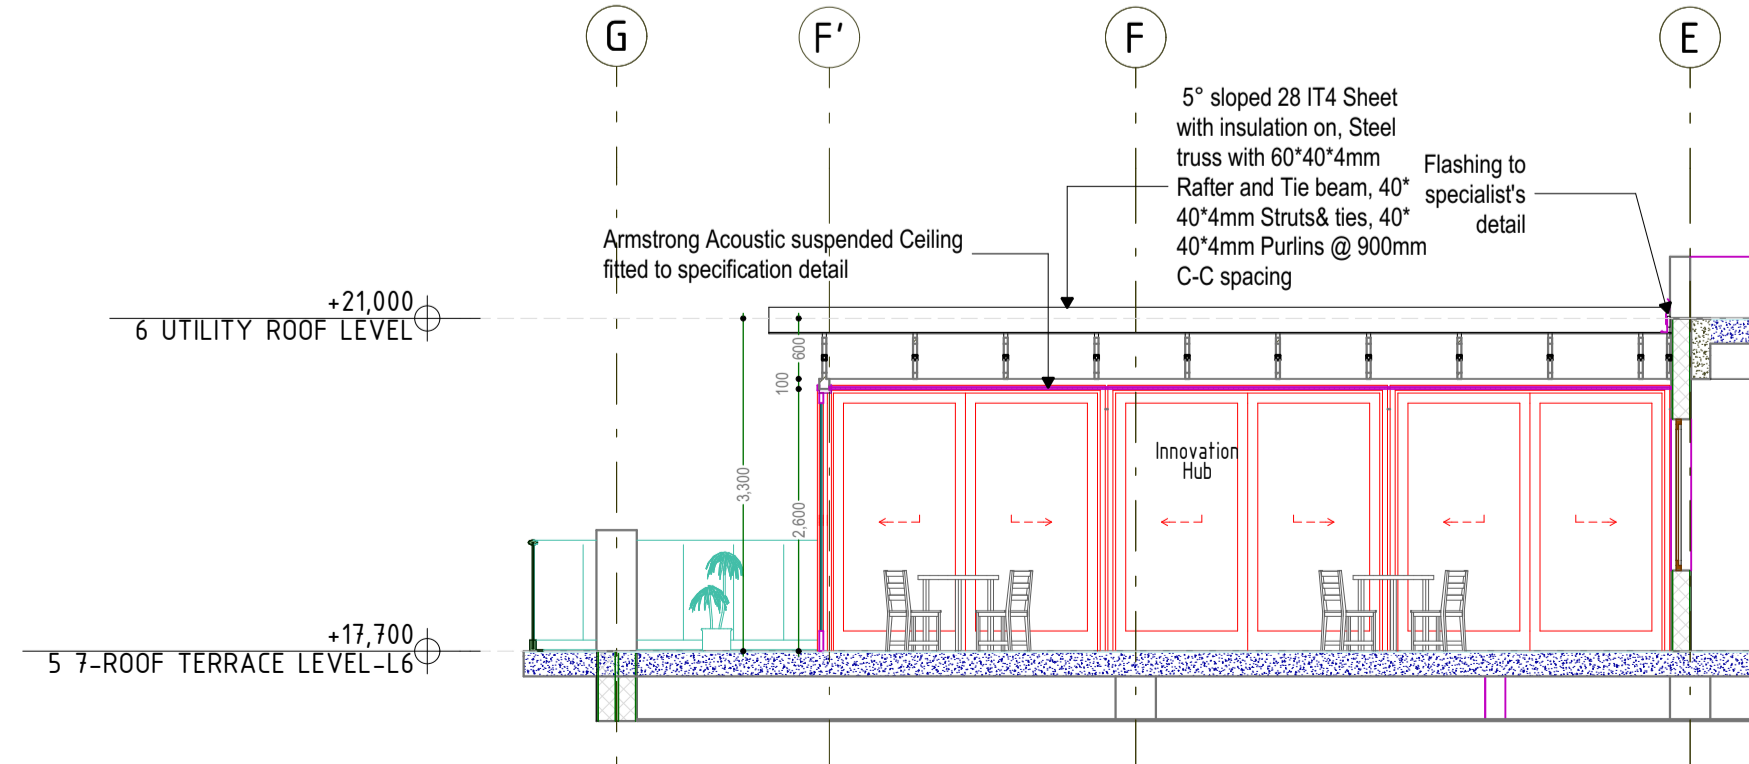 G
F'
F
E
5° sloped 28 IT4 Sheet
with insulation on, Steel
truss with 60*40*4mm
Rafter and Tie beam, 40*
40*4mm Struts& ties, 40*
40*4mm Purlins @ 900mm
C-C spacing
Flashing to
specialist's
detail
Armstrong Acoustic suspended Ceiling
fitted to specification detail
+21,000
6 UTILITY ROOF LEVEL
600
100
3,300
2,600
Innovation
Hub
+17,700
5 7-ROOF TERRACE LEVEL-L6